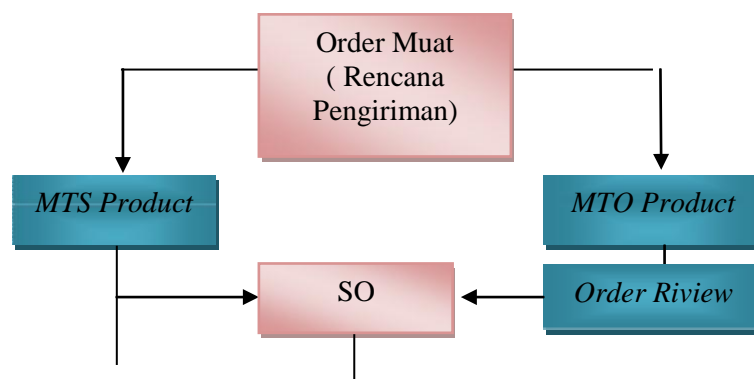 Order Muat
( Rencana
Pengiriman)
MTS Product
MTO Product
SO
Order Riview